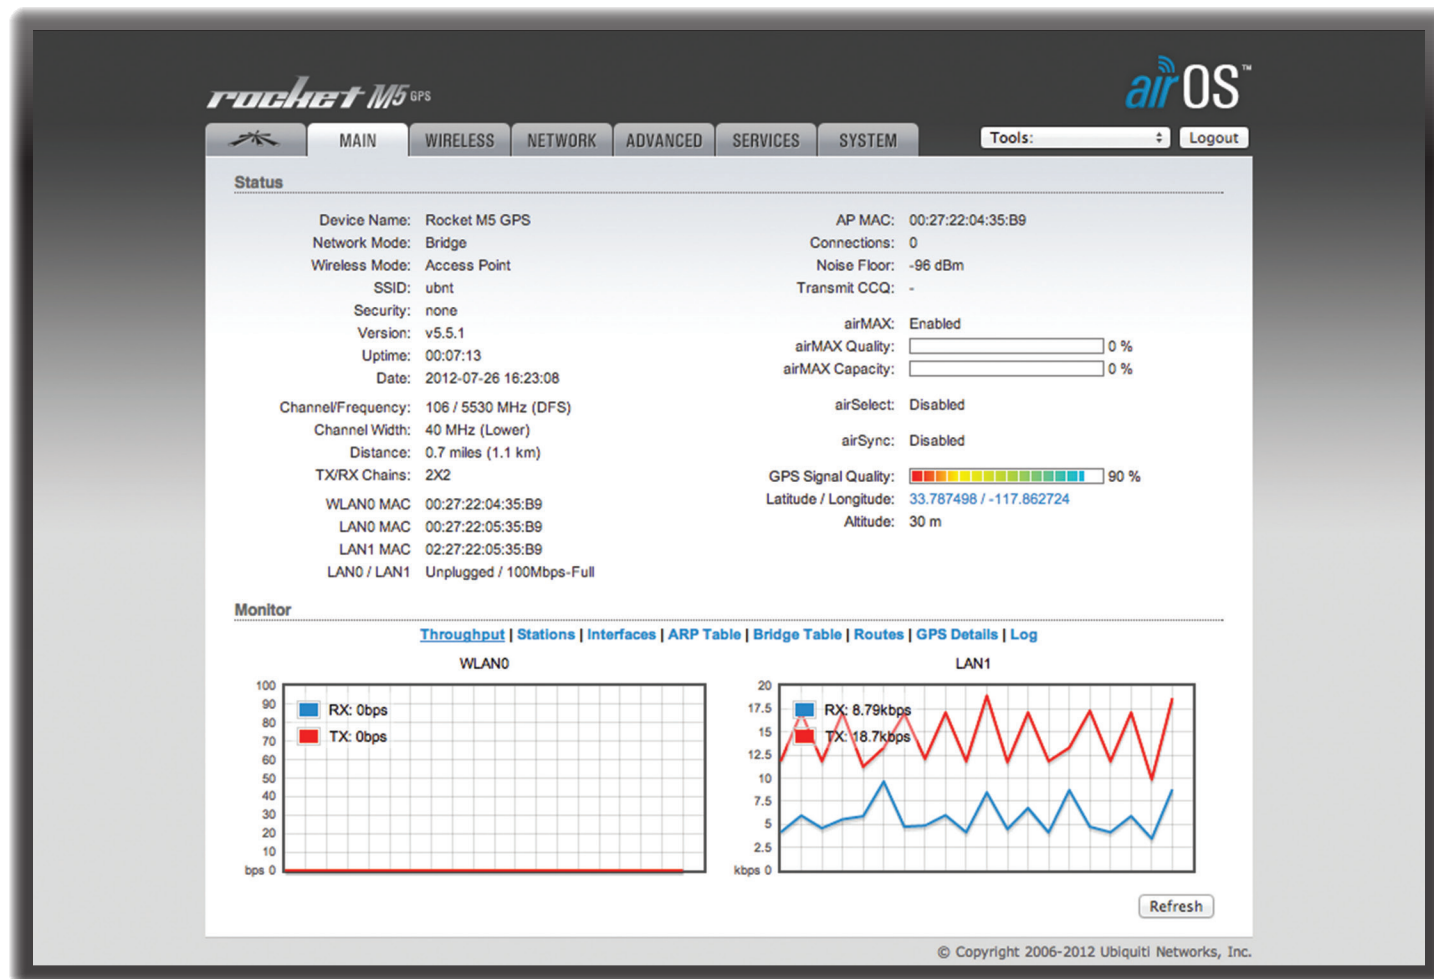 rocket M5 GPS
airOS™
MAIN WIRELESS NETWORK ADVANCED SERVICES SYSTEM Tools: Logout
Status
Device Name: Rocket M5 GPS
Network Mode: Bridge
Wireless Mode: Access Point
SSID: ubnt
Security: none
Version: v5.5.1
Uptime: 00:07:13
Date: 2012-07-26 16:23:08
Channel/Frequency: 106 / 5530 MHz (DFS)
Channel Width: 40 MHz (Lower)
Distance: 0.7 miles (1.1 km)
TX/RX Chains: 2X2
WLAN0 MAC 00:27:22:04:35:B9
LAN0 MAC 00:27:22:05:35:B9
LAN1 MAC 02:27:22:05:35:B9
LAN0 / LAN1 Unplugged / 100Mbps-Full
AP MAC: 00:27:22:04:35:B9
Connections: 0
Noise Floor: -96 dBm
Transmit CCQ: -
airMAX: Enabled
airMAX Quality: 0 %
airMAX Capacity: 0 %
airSelect: Disabled
airSync: Disabled
GPS Signal Quality: 90 %
Latitude / Longitude: 33.787498 / -117.862724
Altitude: 30 m
Monitor
Throughput | Stations | Interfaces | ARP Table | Bridge Table | Routes | GPS Details | Log
WLAN0
100
90
80
70
60
50
40
30
20
10
bps 0
RX: 0bps
TX: 0bps
LAN1
20
17.5
15
12.5
10
7.5
5
2.5
kbps 0
RX: 8.79kbps
TX: 18.7kbps
Refresh
© Copyright 2006-2012 Ubiquiti Networks, Inc.